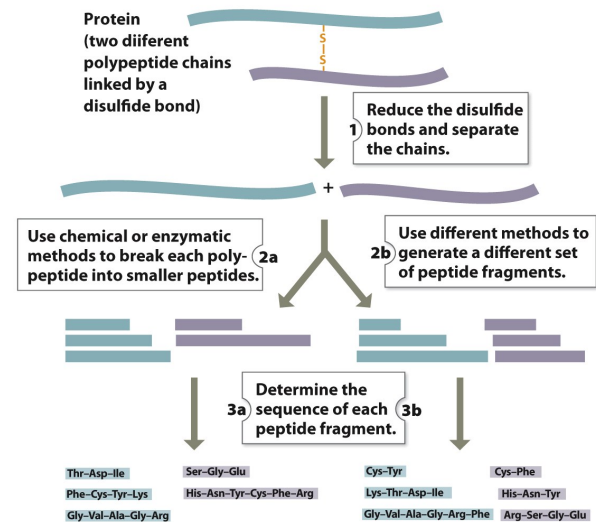 Protein
(two diifferent
polypeptide chains
linked by a
disulfide bond)
S
S
1
Reduce the disulfide
bonds and separate
the chains.
+
Use chemical or enzymatic
methods to break each poly-
peptide into smaller peptides.
2a
2b
Use different methods to
generate a different set
of peptide fragments.
3a
Determine the
sequence of each
peptide fragment.
3b
Thr–Asp–Ile
Phe–Cys–Tyr–Lys
Gly–Val–Ala–Gly–Arg
Ser-Gly-Glu
His–Asn–Tyr–Cys–Phe–Arg
Cys–Tyr
Lys–Thr–Asp–Ile
Gly–Val–Ala–Gly–Arg–Phe
Cys–Phe
His–Asn–Tyr
Arg–Ser–Gly–Glu